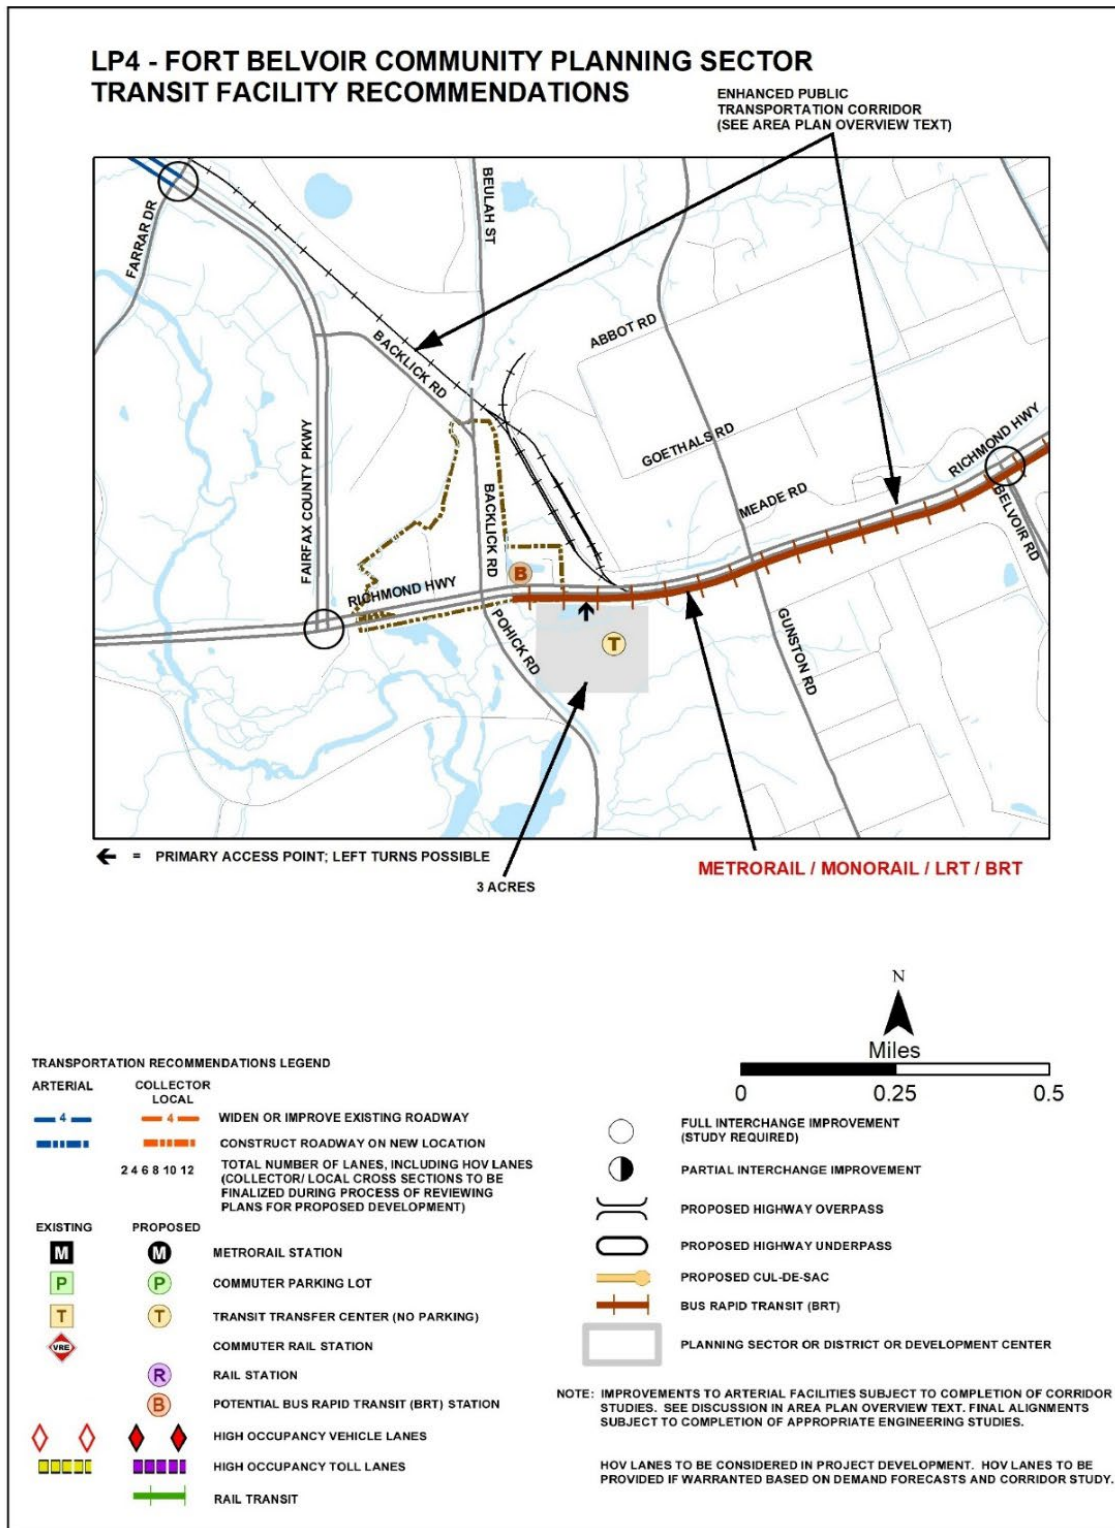 LP4 - FORT BELVOIR COMMUNITY PLANNING SECTOR
TRANSIT FACILITY RECOMMENDATIONS
ENHANCED PUBLIC
TRANSPORTATION CORRIDOR
(SEE AREA PLAN OVERVIEW TEXT)
FARRAR DR
BEULAH ST
BACKLICK RD
ABBOT RD
GOETHALS RD
MEADE RD
RICHMOND HWY
BELVOIR RD
FAIRFAX COUNTY PKWY
BACKLICK RD
RICHMOND HWY
B
T
POHICK RD
GUNSTON RD
= PRIMARY ACCESS POINT; LEFT TURNS POSSIBLE
3 ACRES
METRORAIL / MONORAIL / LRT / BRT
N
Miles
0 0.25 0.5
TRANSPORTATION RECOMMENDATIONS LEGEND
ARTERIAL
COLLECTOR
LOCAL
4 4 WIDEN OR IMPROVE EXISTING ROADWAY
CONSTRUCT ROADWAY ON NEW LOCATION
2 4 6 8 10 12 TOTAL NUMBER OF LANES, INCLUDING HOV LANES
(COLLECTOR/ LOCAL CROSS SECTIONS TO BE
FINALIZED DURING PROCESS OF REVIEWING
PLANS FOR PROPOSED DEVELOPMENT)
EXISTING PROPOSED
M M METRORAIL STATION
P P COMMUTER PARKING LOT
T T TRANSIT TRANSFER CENTER (NO PARKING)
VRE COMMUTER RAIL STATION
R RAIL STATION
B POTENTIAL BUS RAPID TRANSIT (BRT) STATION
HIGH OCCUPANCY VEHICLE LANES
HIGH OCCUPANCY TOLL LANES
RAIL TRANSIT
FULL INTERCHANGE IMPROVEMENT
(STUDY REQUIRED)
PARTIAL INTERCHANGE IMPROVEMENT
PROPOSED HIGHWAY OVERPASS
PROPOSED HIGHWAY UNDERPASS
PROPOSED CUL-DE-SAC
BUS RAPID TRANSIT (BRT)
PLANNING SECTOR OR DISTRICT OR DEVELOPMENT CENTER
NOTE: IMPROVEMENTS TO ARTERIAL FACILITIES SUBJECT TO COMPLETION OF CORRIDOR
STUDIES. SEE DISCUSSION IN AREA PLAN OVERVIEW TEXT. FINAL ALIGNMENTS
SUBJECT TO COMPLETION OF APPROPRIATE ENGINEERING STUDIES.
HOV LANES TO BE CONSIDERED IN PROJECT DEVELOPMENT. HOV LANES TO BE
PROVIDED IF WARRANTED BASED ON DEMAND FORECASTS AND CORRIDOR STUDY.